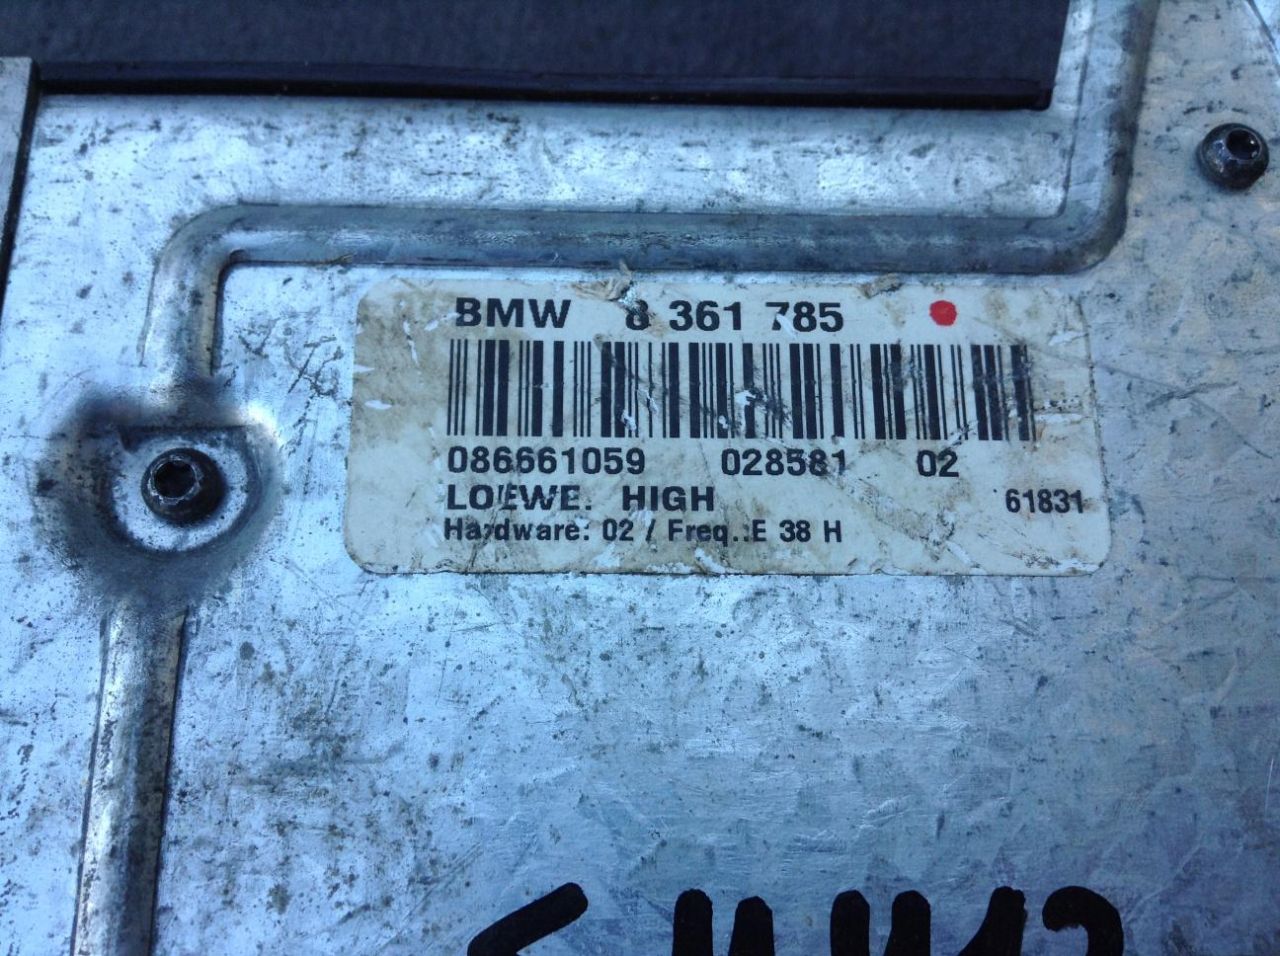 BMW 8 361 785
086661059 028581 02
LOEWE. HIGH 61831
Hardware: 02 / Freq.:E 38 H